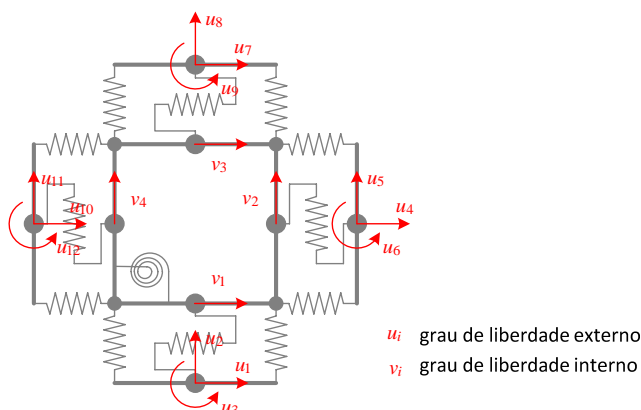 u8
u7
u9
v3
u11
u10
u12
v4
v2
u5
u4
u6
v1
u2
u1
u3
ui grau de liberdade externo
vi grau de liberdade interno